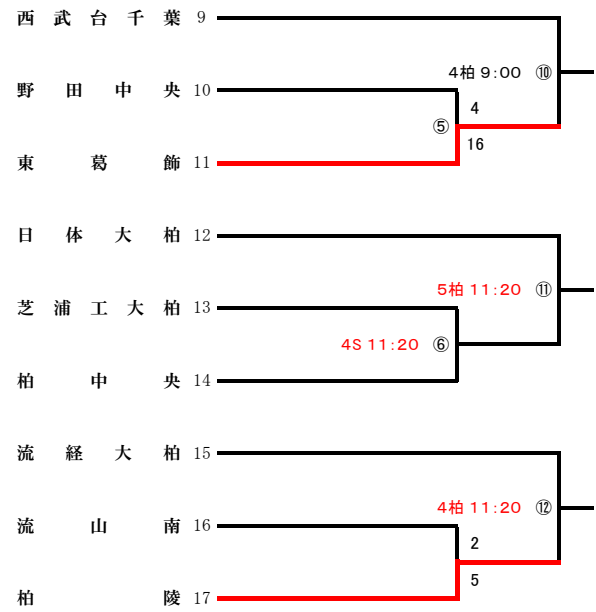 西武台千葉 9
4柏 9:00 ⑩
野田中央 10
4
⑤
16
東葛飾 11
日体大柏 12
5柏 11:20 ⑪
芝浦工大柏 13
4S 11:20 ⑥
柏中央 14
流経大柏 15
4柏 11:20 ⑫
流山南 16
2
5
柏陵 17